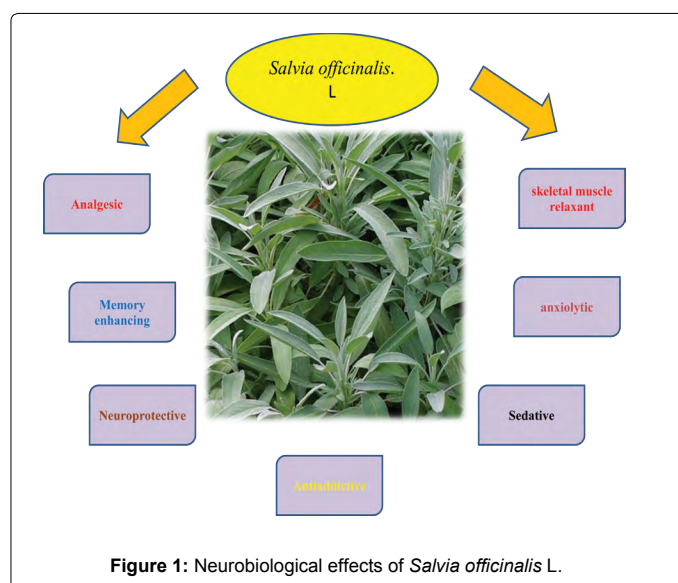 Salvia officinalis.
L
Analgesic
skeletal muscle
relaxant
Memory
enhancing
anxiolytic
Neuroprotective
Sedative
Antiaddictive
Figure 1: Neurobiological effects of Salvia officinalis L.